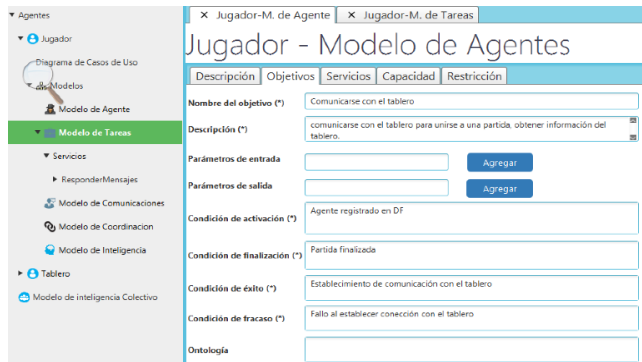 Agentes
Jugador
Diagrama de Casos de Uso
Modelos
Modelo de Agente
Modelo de Tareas
Servicios
ResponderMensajes
Modelo de Comunicaciones
Modelo de Coordinacion
Modelo de Inteligencia
Tablero
Modelo de inteligencia Colectivo
× Jugador-M. de Agente
× Jugador-M. de Tareas
Jugador - Modelo de Agentes
Descripción Objetivos Servicios Capacidad Restricción
Nombre del objetivo (*) Comunicarse con el tablero
Descripción (*) comunicarse con el tablero para unirse a una partida, obtener información del
tablero.
Parámetros de entrada Agregar
Parámetros de salida Agregar
Condición de activación (*) Agente registrado en DF
Condición de finalización (*) Partida finalizada
Condición de éxito (*) Establecimiento de comunicación con el tablero
Condición de fracaso (*) Fallo al establecer conección con el tablero
Ontología